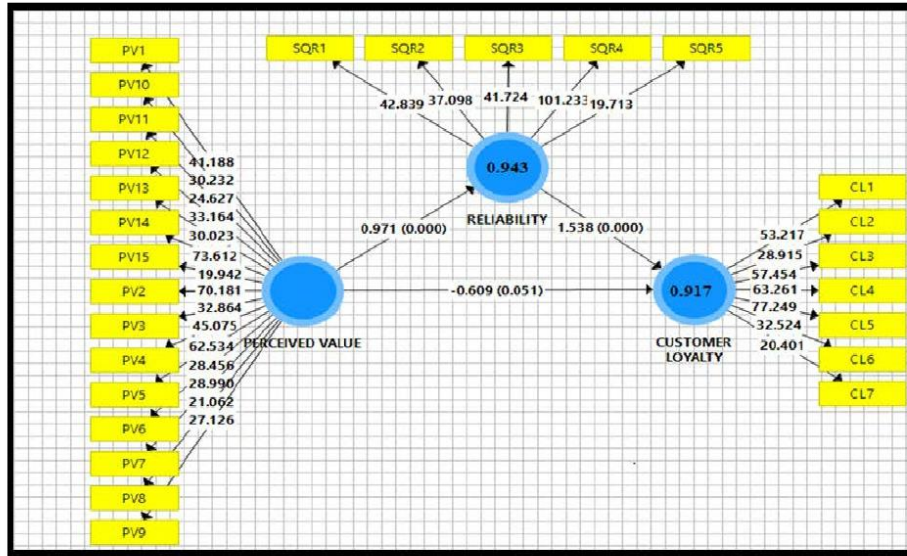 PV1
PV10
PV11
PV12
PV13
PV14
PV15
PV2
PV3
PV4
PV5
PV6
PV7
PV8
PV9
41.188
30.232
24.627
33.164
30.023
73.612
19.942
70.181
32.864
45.075
62.534
28.456
28.990
21.062
27.126
PERCEIVED VALUE
SQR1 SQR2 SQR3 SQR4 SQR5
42.839 37.098 41.724 101.233 19.713
0.943
RELIABILITY
0.971 (0.000)
1.538 (0.000)
-0.609 (0.051)
0.917
CUSTOMER
LOYALTY
53.217
28.915
57.454
63.261
77.249
32.524
20.401
CL1
CL2
CL3
CL4
CL5
CL6
CL7